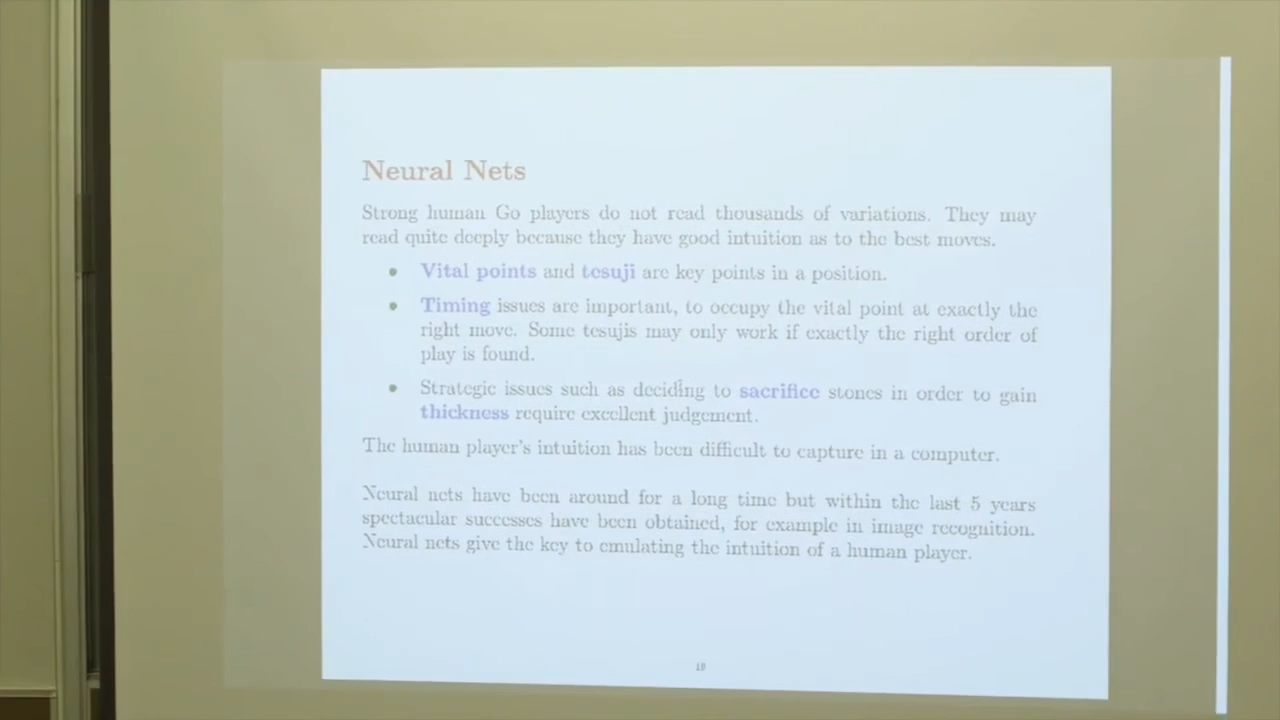 Neural Nets
Strong human Go players do not read thousands of variations. They may
read quite deeply because they have good intuition as to the best moves.
• Vital points and tesuji are key points in a position.
• Timing issues are important, to occupy the vital point at exactly the
right move. Some tesujis may only work if exactly the right order of
play is found.
• Strategic issues such as deciding to sacrifice stones in order to gain
thickness require excellent judgement.
The human player's intuition has been difficult to capture in a computer.
Neural nets have been around for a long time but within the last 5 years
spectacular successes have been obtained, for example in image recognition.
Neural nets give the key to emulating the intuition of a human player.